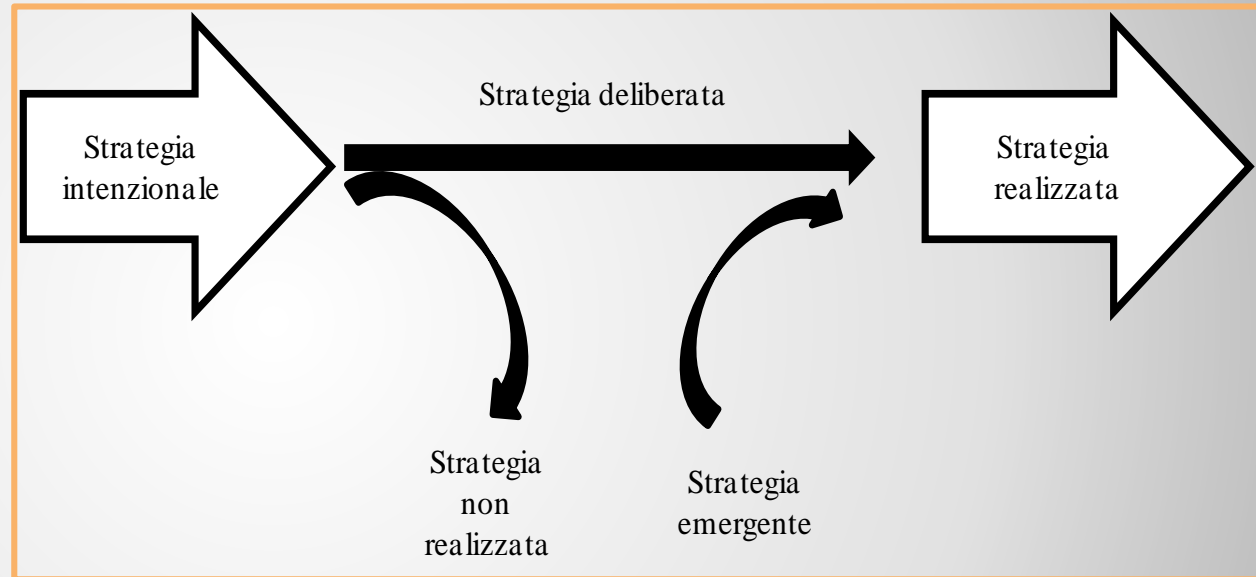 Strategia deliberata
Strategia
intenzionale
Strategia
realizzata
Strategia
non
realizzata
Strategia
emergente